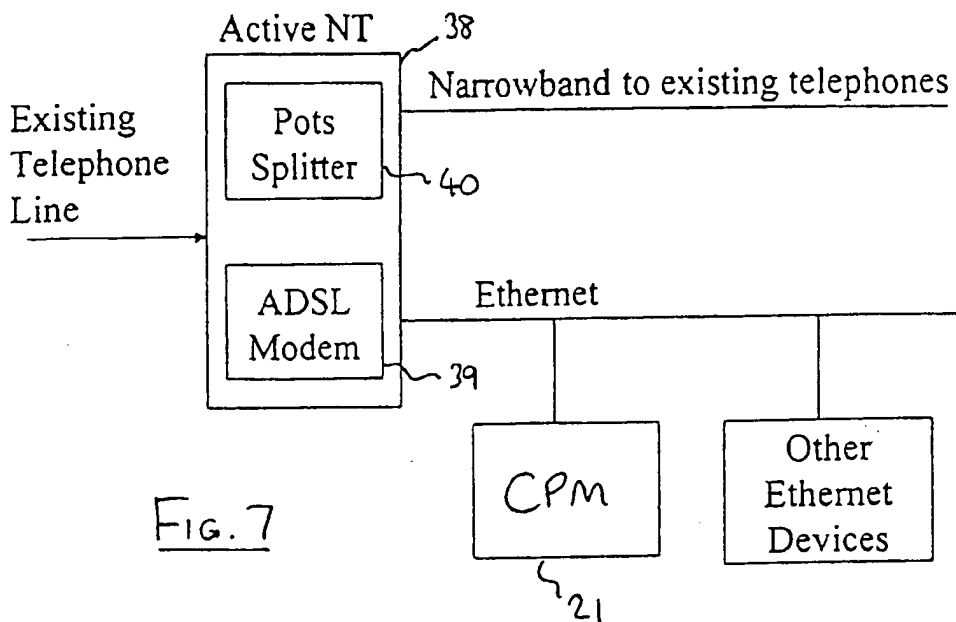 Active NT
38
Narrowband to existing telephones
Existing
Telephone
Line
Pots
Splitter
40
ADSL
Modem
39
Ethernet
CPM
21
Other
Ethernet
Devices
FIG. 7